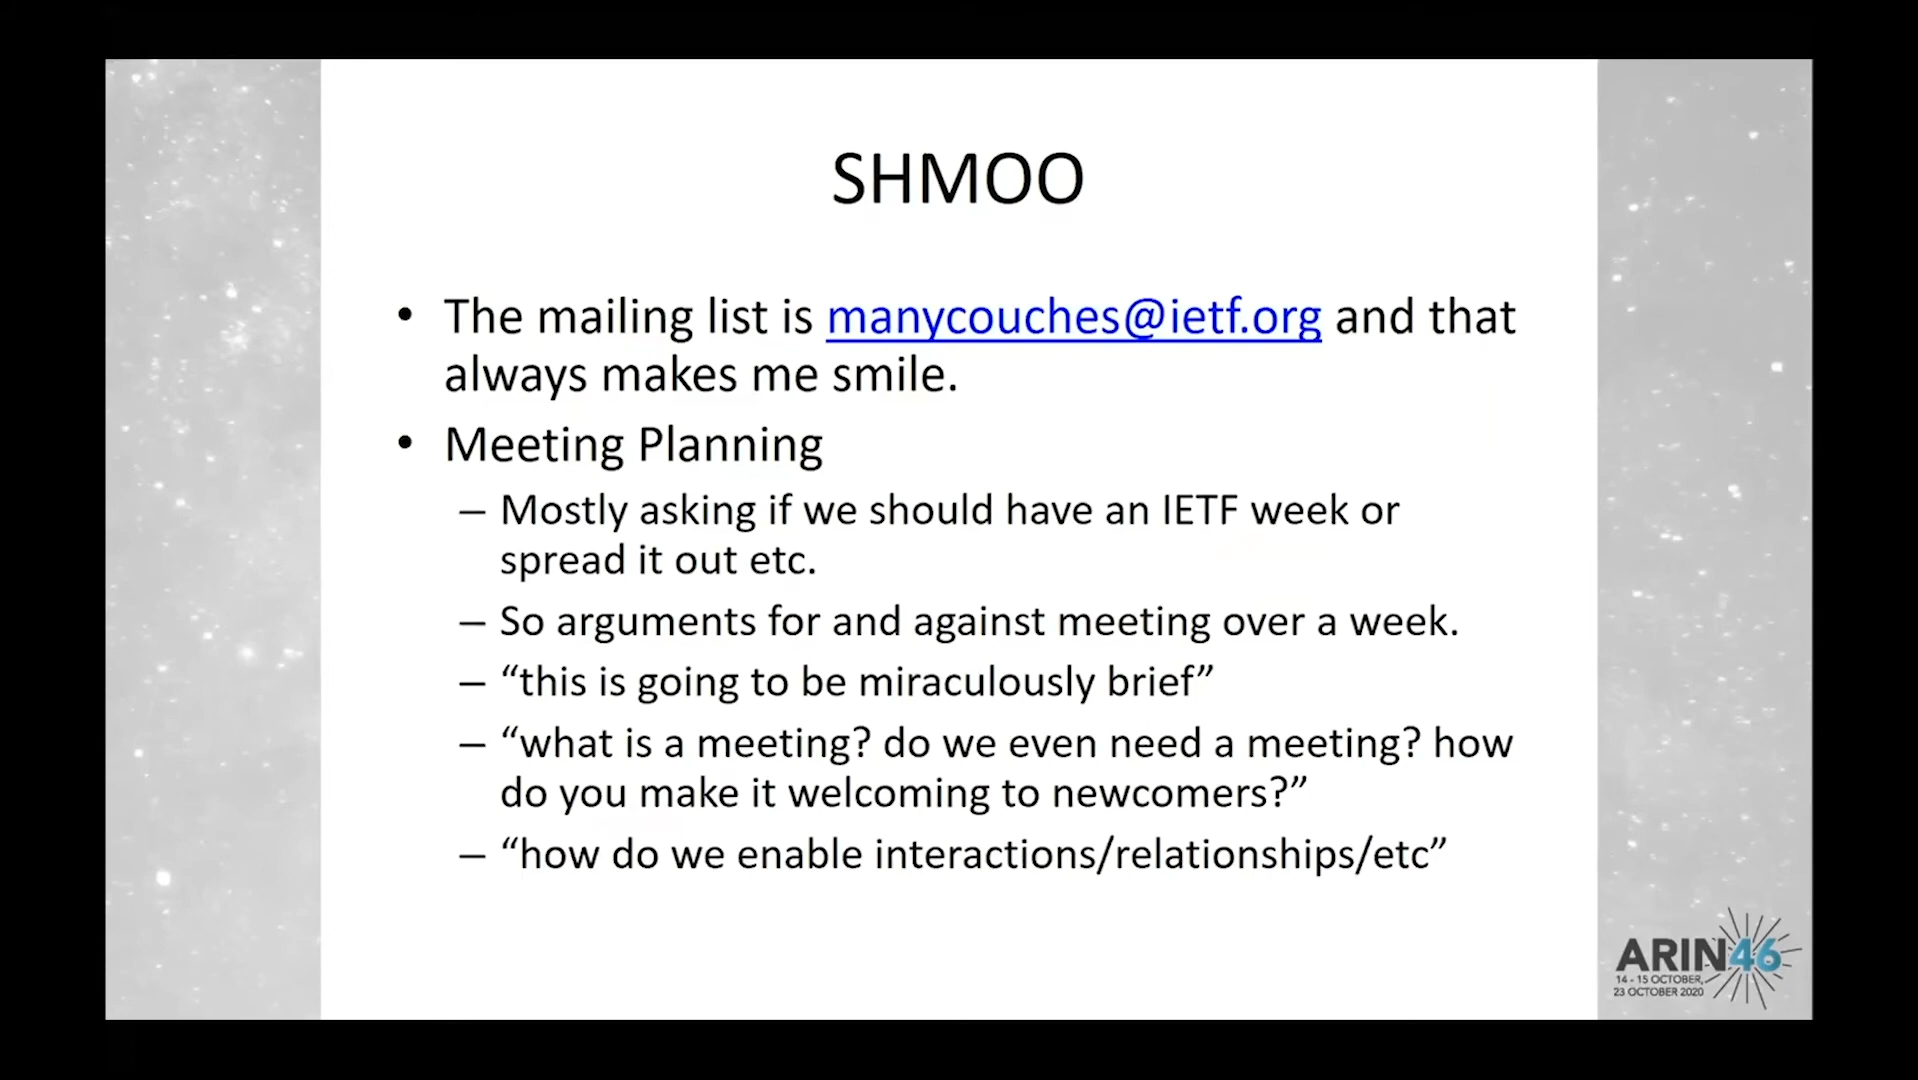 SHMOO
• The mailing list is manycouches@ietf.org and that
always makes me smile.
• Meeting Planning
– Mostly asking if we should have an IETF week or
spread it out etc.
– So arguments for and against meeting over a week.
– “this is going to be miraculously brief”
– “what is a meeting? do we even need a meeting? how
do you make it welcoming to newcomers?”
– “how do we enable interactions/relationships/etc”
ARIN46
14 - 15 OCTOBER,
23 OCTOBER 2020